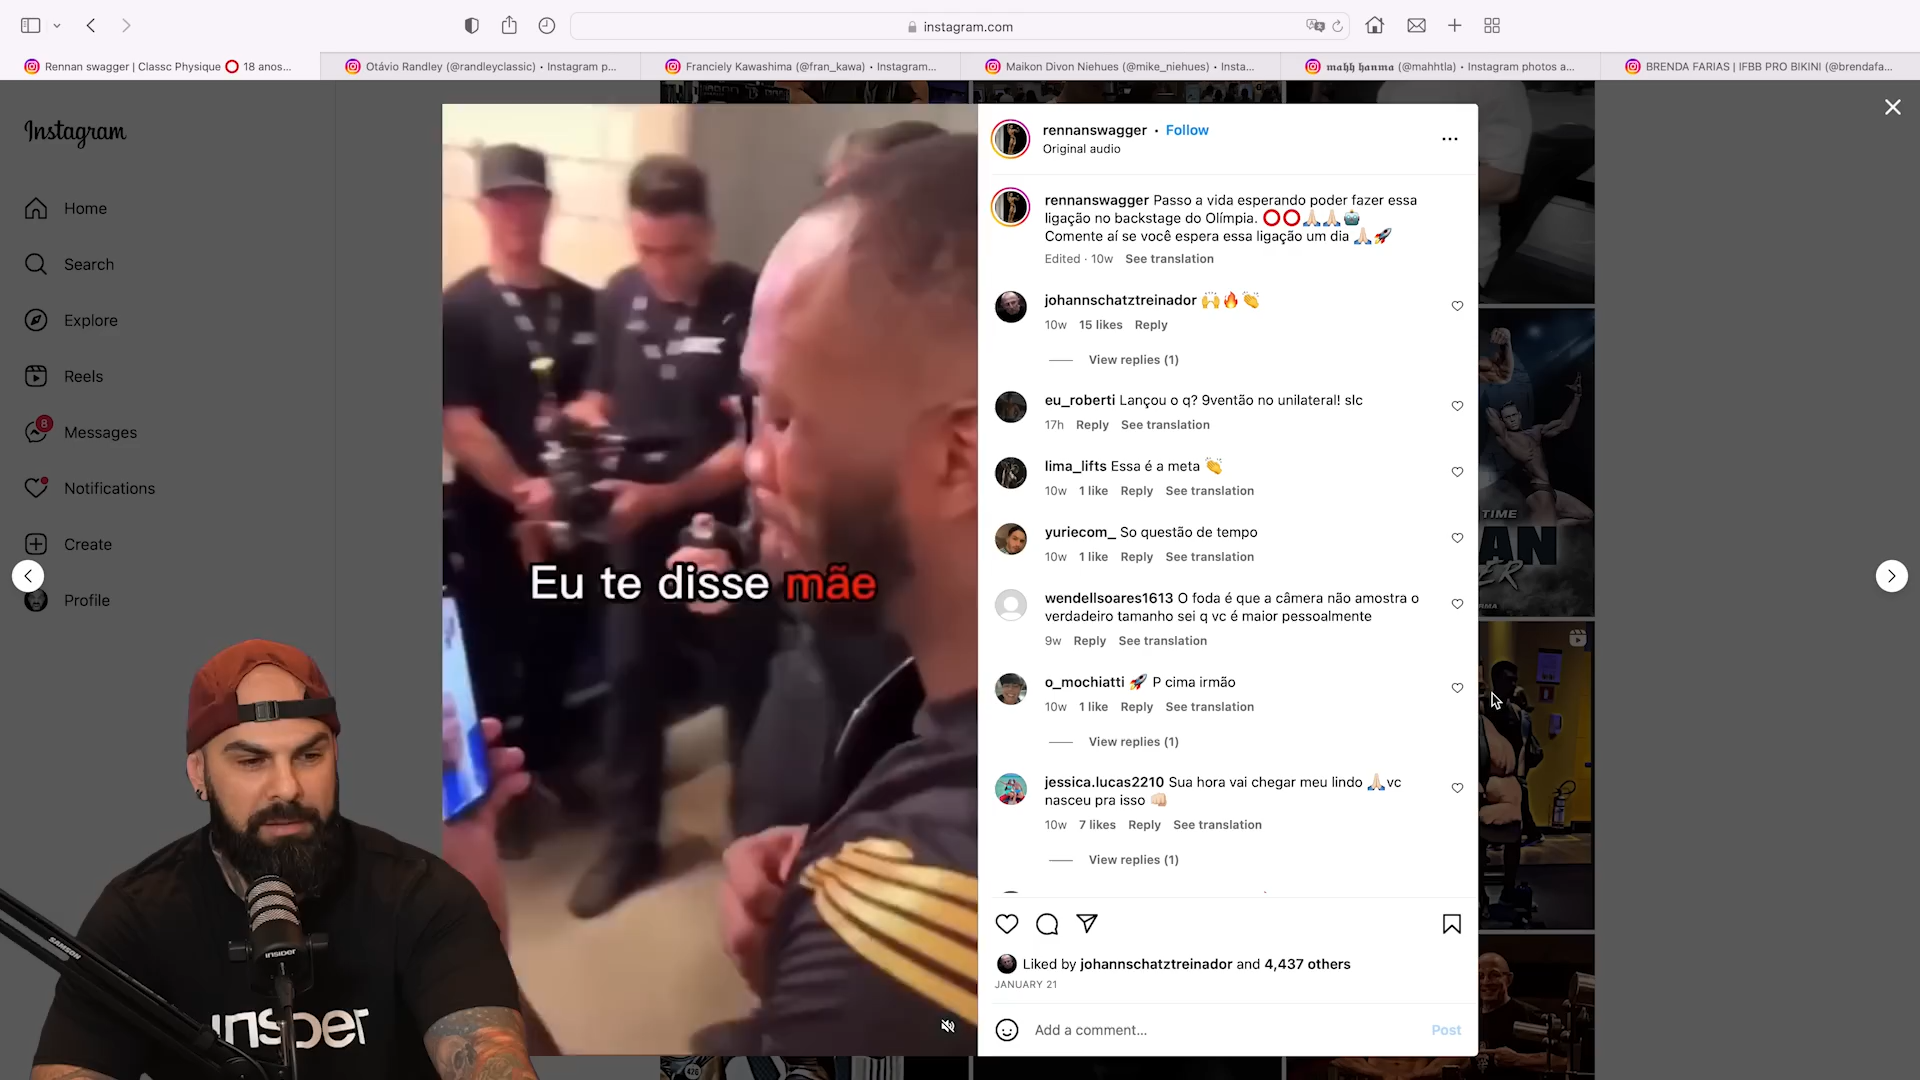 instagram.com
Rennan swagger | Classc Physique ⭕ 18 anos...
Otávio Randley (@randleyclassic) • Instagram p...
Franciely Kawashima (@fran_kawa) • Instagram...
Maikon Divon Niehues (@mike_niehues) • Insta...
𝖒𝖆𝖍𝖍 𝖍𝖆𝖓𝖒𝖆 (@mahhtla) • Instagram photos a...
BRENDA FARIAS | IFBB PRO BIKINI (@brendafa...
Instagram
Home
Search
Explore
Reels
8
Messages
Notifications
Create
Profile
Eu te disse mãe
SAMSON
INSIDER
rennanswagger • Follow
Original audio
···
rennanswagger Passo a vida esperando poder fazer essa
ligação no backstage do Olímpia. ⭕⭕🙏🏻🙏🏻🤖
Comente aí se você espera essa ligação um dia 🙏🏻🚀
Edited · 10w See translation
johannschatztreinador 🙌🔥👏
10w 15 likes Reply
View replies (1)
eu_roberti Lançou o q? 9ventão no unilateral! slc
17h Reply See translation
lima_lifts Essa é a meta 👏
10w 1 like Reply See translation
yuriecom_ So questão de tempo
10w 1 like Reply See translation
wendellsoares1613 O foda é que a câmera não amostra o
verdadeiro tamanho sei q vc é maior pessoalmente
9w Reply See translation
o_mochiatti 🚀 P cima irmão
10w 1 like Reply See translation
View replies (1)
jessica.lucas2210 Sua hora vai chegar meu lindo 🙏🏻vc
nasceu pra isso 👊🏻
10w 7 likes Reply See translation
View replies (1)
Liked by johannschatztreinador and 4,437 others
JANUARY 21
Add a comment...
Post
TIME
426